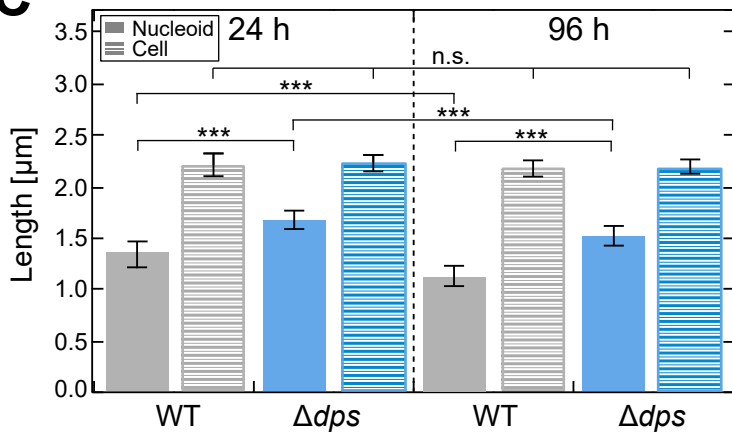 C
Nucleoid
Cell
24 h
96 h
n.s.
***
***
***
***
Length [µm]
3.5
3.0
2.5
2.0
1.5
1.0
0.5
0.0
WT
Δdps
WT
Δdps